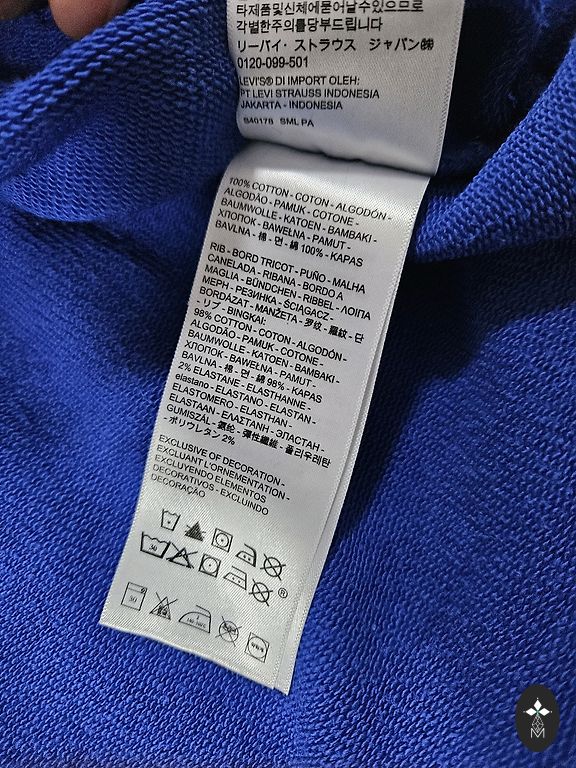 타제품및신체에묻어날수있으므로
각별한주의를당부드립니다
リーバイ・ストラウス ジャパン㈱
0120-099-501
LEVI'S® DI IMPORT OLEH:
PT LEVI STRAUSS INDONESIA
JAKARTA - INDONESIA
S40178 SML PA
100% COTTON - COTON - ALGODÓN -
ALGODÃO - PAMUK - COTONE -
BAUMWOLLE - KATOEN - BAMBAKI -
ХЛОПОК - BAWEŁNA - PAMUT -
BAVLNA - 棉 - 면 - 綿 100% - KAPAS
RIB - BORD TRICOT - PUÑO - MALHA
CANELADA - RIBANA - BORDO A
MAGLIA - BÜNDCHEN - RIBBEL - ΛΟΙΠΑ
ΜΕΡΗ - РЕЗИНКА - ŚCIĄGACZ -
BORDÁZAT - MANŽETA - 罗纹 - 羅紋 - 단
- リブ - BINGKAI:
98% COTTON - COTON - ALGODÓN -
ALGODÃO - PAMUK - COTONE -
BAUMWOLLE - KATOEN - BAMBAKI -
ХЛОПОК - BAWEŁNA - PAMUT -
BAVLNA - 棉 - 면 - 綿 98% - KAPAS
2% ELASTANE - ELASTHANNE -
elastano - ELASTANO - ELASTAN -
ELASTOMERO - ELASTHAN -
ELASTAAN - ΕΛΑΣΤΑΝΗ - ЭЛАСТАН -
GUMISZÁL - 氨纶 - 彈性纖維 - 폴리우레탄
- ポリウレタン 2%
EXCLUSIVE OF DECORATION -
EXCLUANT L'ORNEMENTATION -
EXCLUYENDO ELEMENTOS
DECORATIVOS - EXCLUINDO
DECORAÇÃO
30
®
30
M